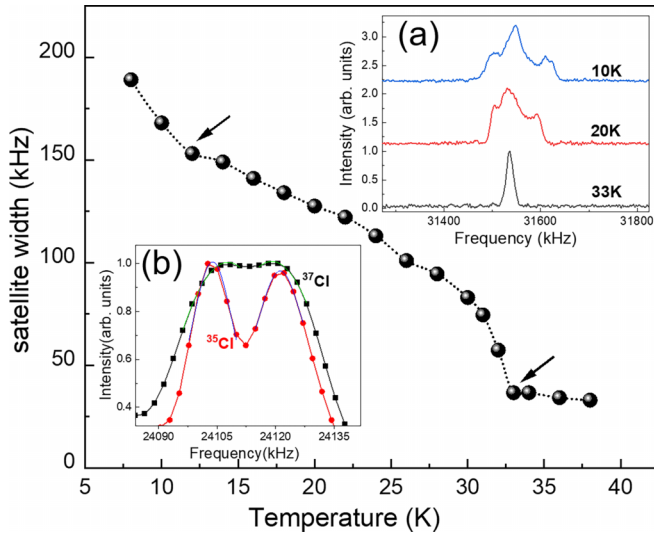 (a)
Intensity (arb. units)
3.0
2.5
2.0
1.5
1.0
0.5
0.0
10K
20K
33K
31400
31600
31800
Frequency (kHz)
satellite width (kHz)
200
150
100
50
0
(b)
Intensity(arb. units)
1.0
0.8
0.6
0.4
37Cl
35Cl
24090
24105
24120
24135
Frequency(kHz)
5
10
15
20
25
30
35
40
Temperature (K)